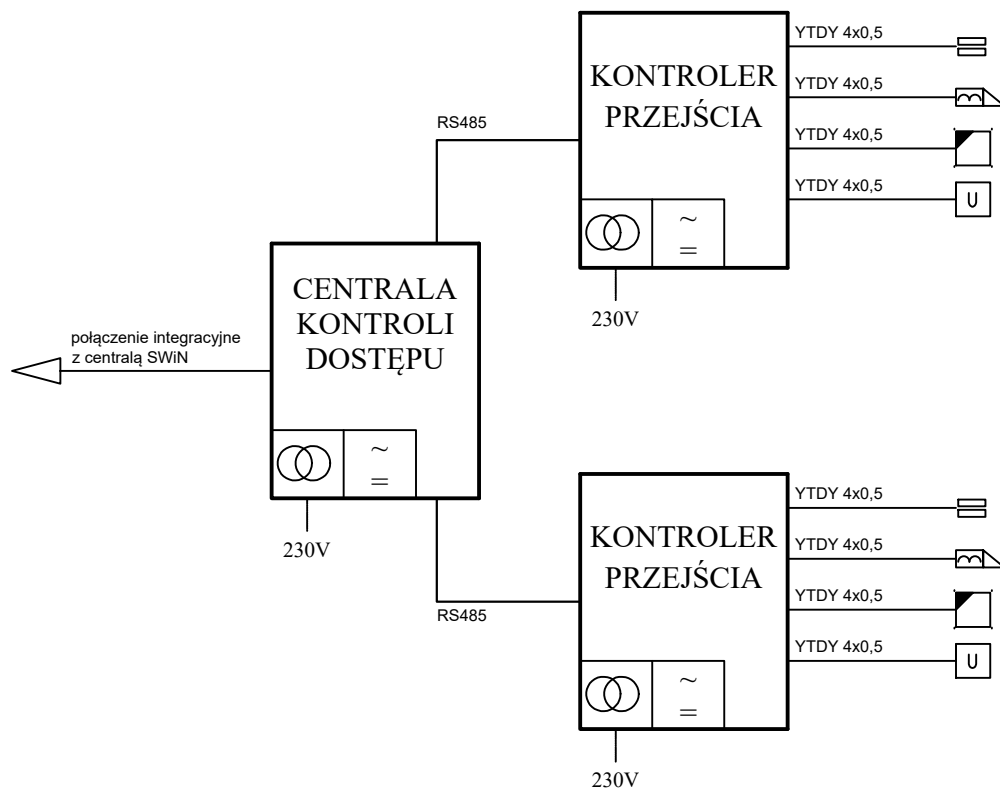 YTDY 4x0,5
KONTROLER
PRZEJŚCIA
YTDY 4x0,5
RS485
YTDY 4x0,5
YTDY 4x0,5
U
~
=
230V
CENTRALA
KONTROLI
DOSTĘPU
połączenie integracyjne
z centralą SWiN
~
=
230V
YTDY 4x0,5
KONTROLER
PRZEJŚCIA
YTDY 4x0,5
YTDY 4x0,5
RS485
YTDY 4x0,5
U
~
=
230V